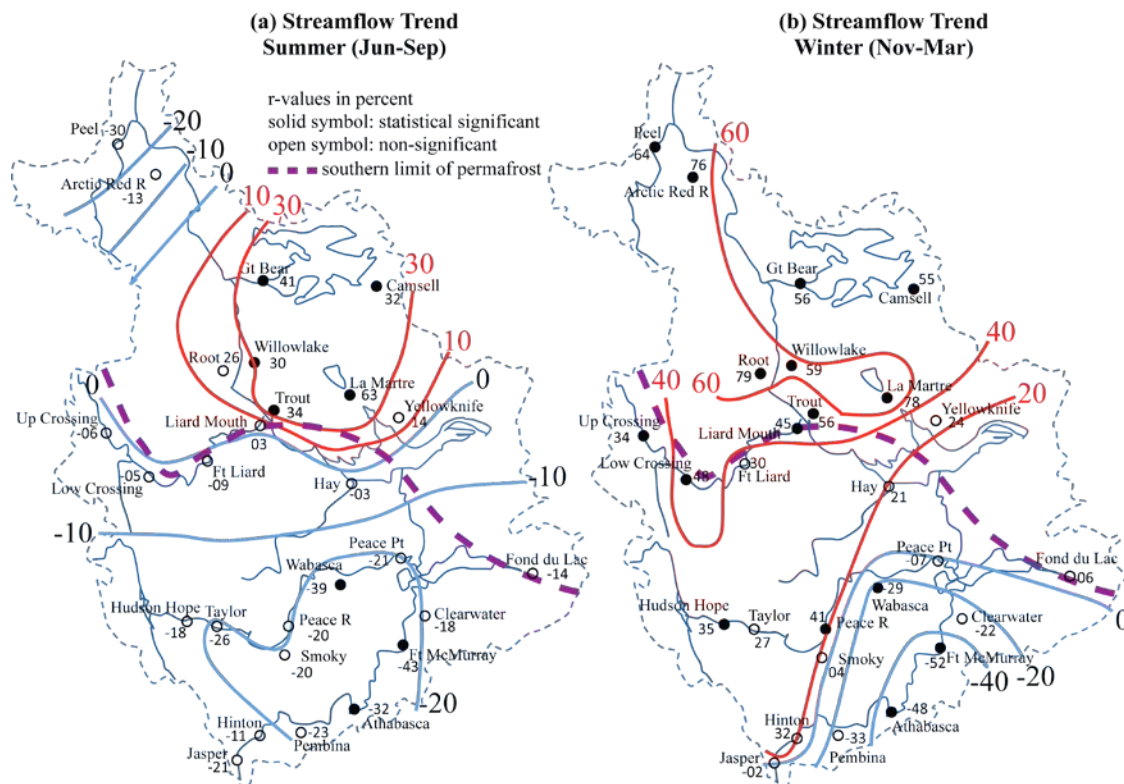 (a) Streamflow Trend
Summer (Jun-Sep)
r-values in percent
solid symbol: statistical significant
open symbol: non-significant
southern limit of permafrost
-20
-10
0
Peel -30
Arctic Red R
-13
10
30
Gt Bear
41
30
Camsell
32
Root 26
Willowlake
30
10
La Martre
63
0
0
Trout
34
Yellowknife
14
Up Crossing
-06
Liard Mouth
03
-05
Low Crossing
Ft Liard
-09
Hay
-03
-10
-10
Peace Pt
-21
Fond du Lac
-14
Wabasca
-39
Hudson Hope
-18
Taylor
-26
Peace R
-20
Clearwater
-18
Smoky
-20
Ft McMurray
-43
-20
-32
Athabasca
Hinton
-11
-23
Pembina
Jasper
-21
(b) Streamflow Trend
Winter (Nov-Mar)
60
Peel
64
76
Arctic Red R
Gt Bear
56
55
Camsell
40
Root
79
Willowlake
59
40
60
La Martre
78
20
Trout
56
Yellowknife
24
Up Crossing
34
Liard Mouth
45
Low Crossing
48
30
Ft Liard
Hay
21
Peace Pt
-07
Fond du Lac
06
0
-29
Wabasca
Hudson Hope
35
Taylor
27
41
Peace R
Clearwater
-22
Smoky
04
-52
Ft McMurray
-40
-20
-48
Athabasca
Hinton
32
-33
Pembina
Jasper
-02